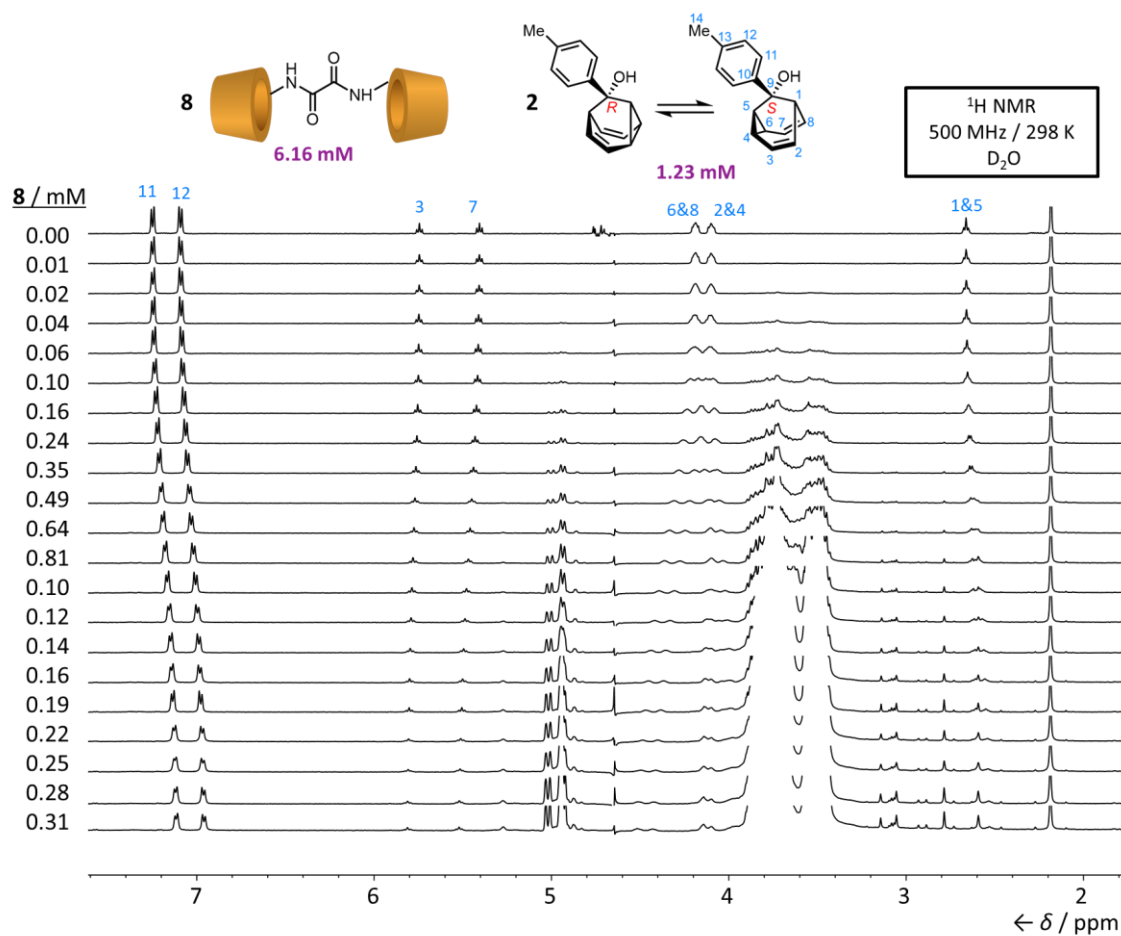 8
NH
O
O
NH
6.16 mM
2
Me
OH
R
14
Me
13
12
11
10
9
OH
S
1
5
6
7
8
4
3
2
1.23 mM
¹H NMR
500 MHz / 298 K
D₂O
8 / mM
11 12 3 7 6&8 2&4 1&5
0.00
0.01
0.02
0.04
0.06
0.10
0.16
0.24
0.35
0.49
0.64
0.81
0.10
0.12
0.14
0.16
0.19
0.22
0.25
0.28
0.31
7 6 5 4 3 2
← δ / ppm